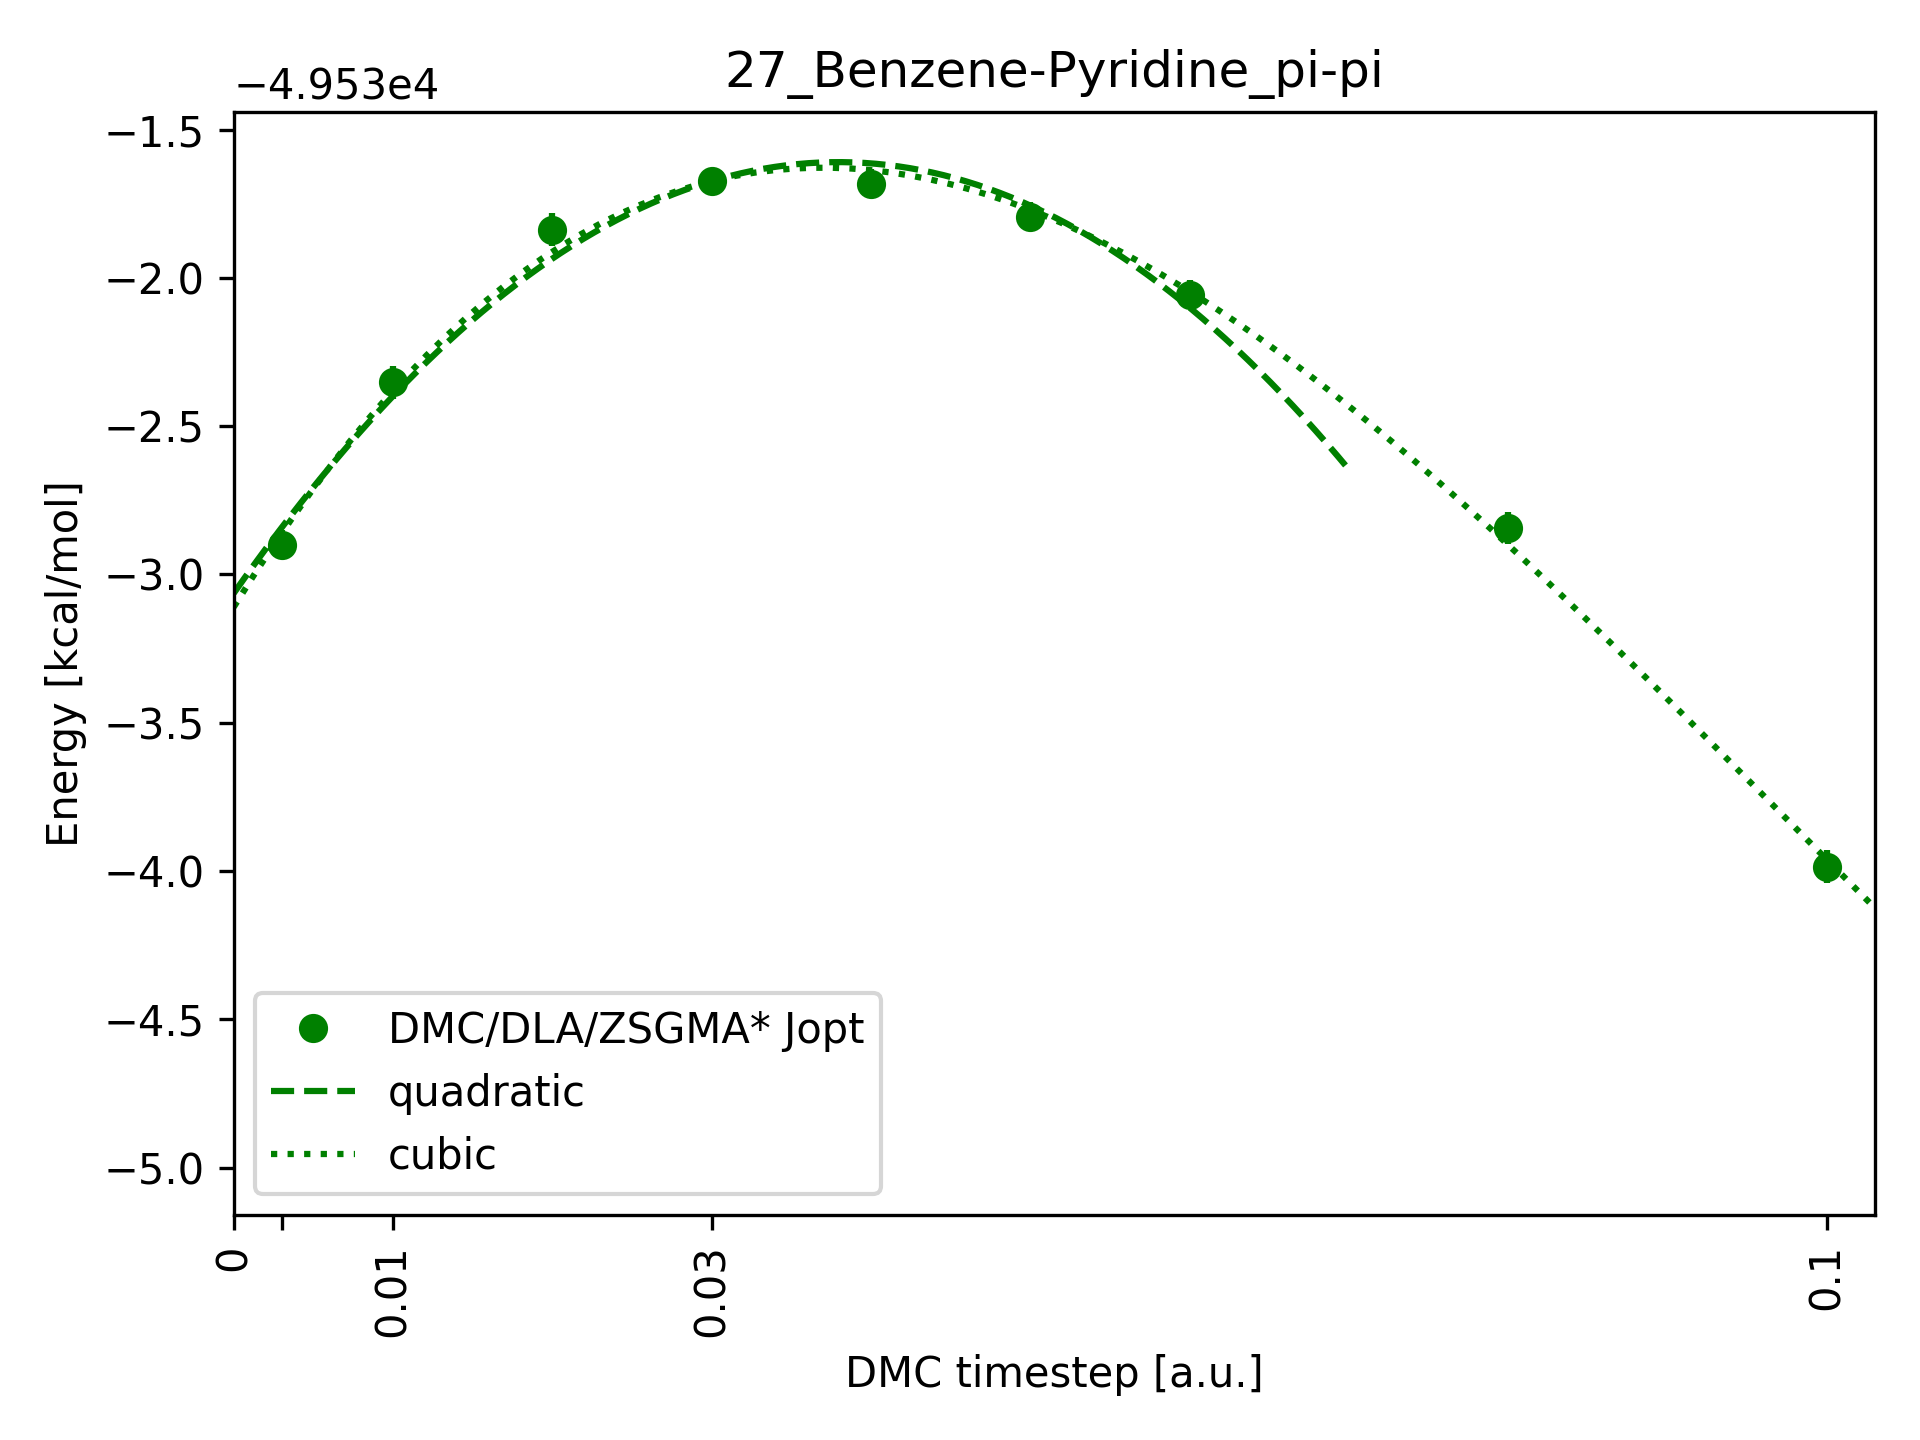 27_Benzene-Pyridine_pi-pi
−4.953e4
−1.5
−2.0
−2.5
−3.0
−3.5
−4.0
−4.5
−5.0
Energy [kcal/mol]
DMC/DLA/ZSGMA* Jopt
quadratic
cubic
0
0.01
0.03
0.1
DMC timestep [a.u.]